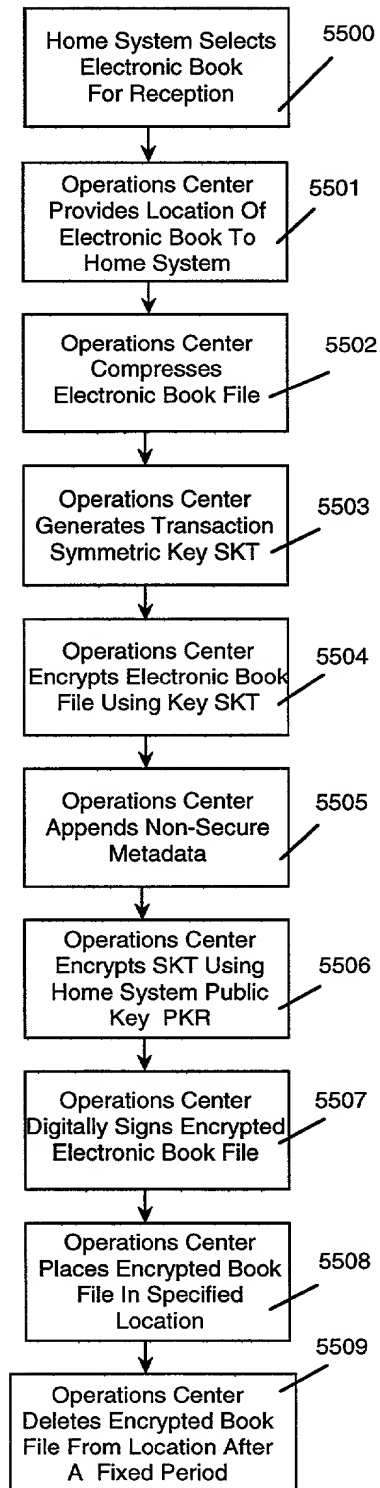 Home System Selects
Electronic Book
For Reception
5500
Operations Center
Provides Location Of
Electronic Book To
Home System
5501
Operations Center
Compresses
Electronic Book File
5502
Operations Center
Generates Transaction
Symmetric Key SKT
5503
Operations Center
Encrypts Electronic Book
File Using Key SKT
5504
Operations Center
Appends Non-Secure
Metadata
5505
Operations Center
Encrypts SKT Using
Home System Public
Key PKR
5506
Operations Center
Digitally Signs Encrypted
Electronic Book File
5507
Operations Center
Places Encrypted Book
File In Specified
Location
5508
Operations Center
Deletes Encrypted Book
File From Location After
A Fixed Period
5509